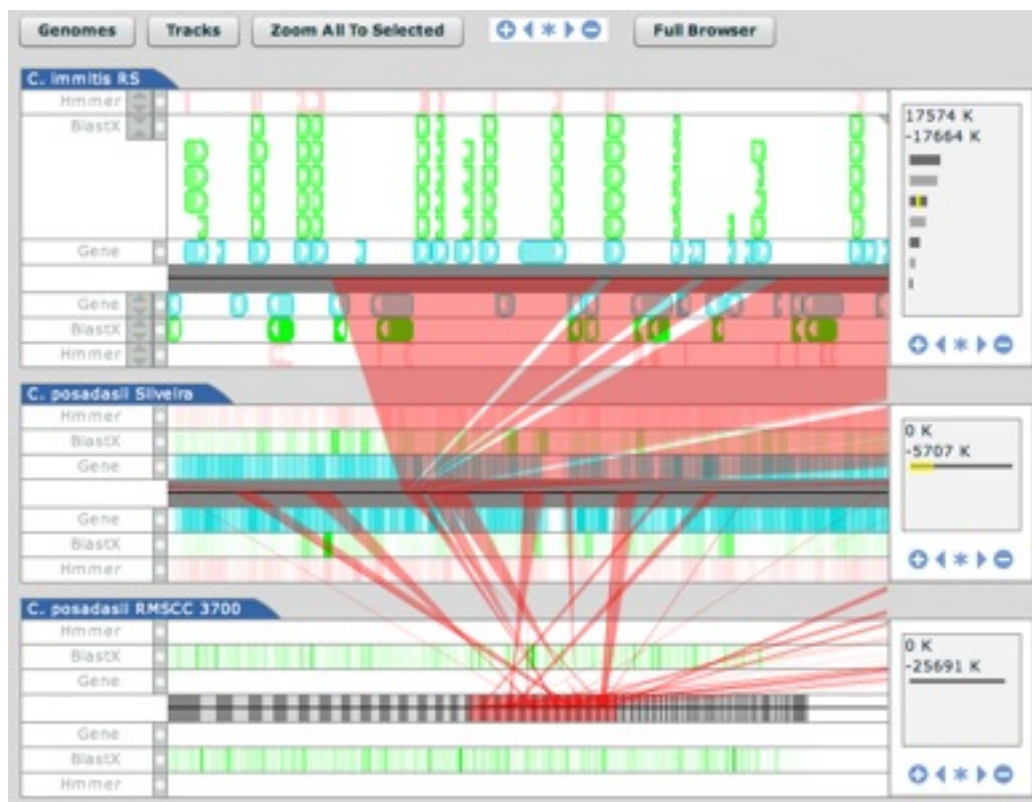 Genomes Tracks Zoom All To Selected Full Browser
C. immitis RS
Hmmer
BlastX
17574 K
-17664 K
Gene
Gene
BlastX
Hmmer
C. posadasii Silveira
Hmmer
BlastX
0 K
-5707 K
Gene
Gene
BlastX
Hmmer
C. posadasii RMSCC 3700
Hmmer
BlastX
0 K
-25691 K
Gene
Gene
BlastX
Hmmer